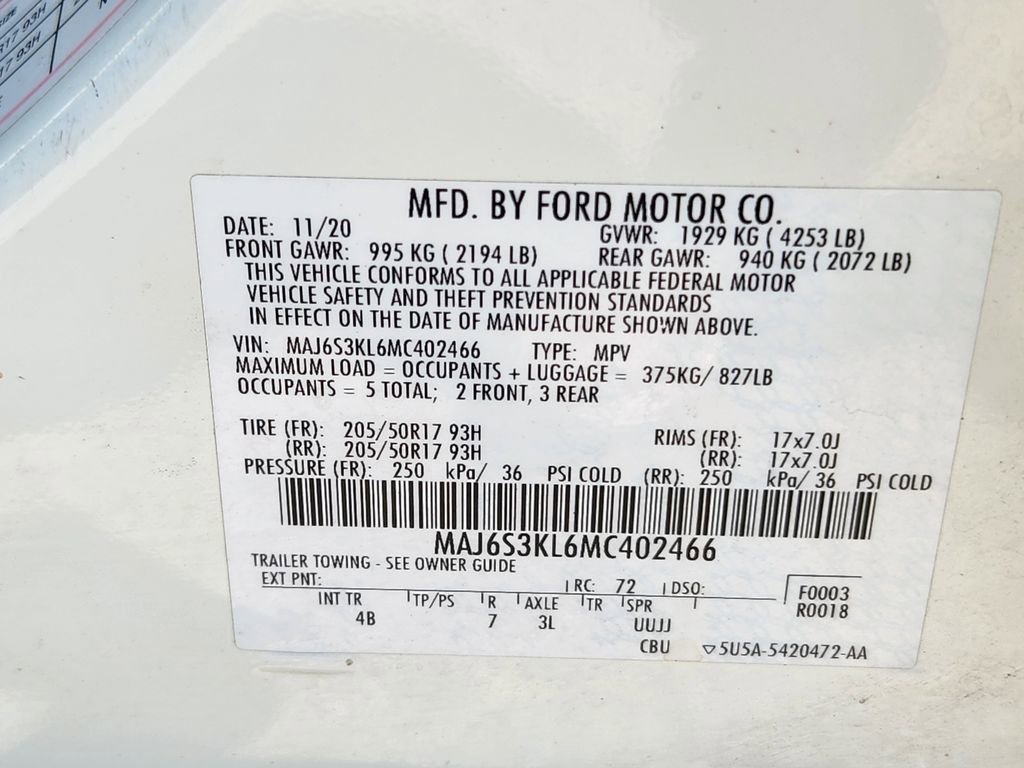 SIZE
R17 93H
17 93H
MFD. BY FORD MOTOR CO.
DATE: 11/20 GVWR: 1929 KG ( 4253 LB)
FRONT GAWR: 995 KG ( 2194 LB) REAR GAWR: 940 KG ( 2072 LB)
THIS VEHICLE CONFORMS TO ALL APPLICABLE FEDERAL MOTOR
VEHICLE SAFETY AND THEFT PREVENTION STANDARDS
IN EFFECT ON THE DATE OF MANUFACTURE SHOWN ABOVE.
VIN: MAJ6S3KL6MC402466 TYPE: MPV
MAXIMUM LOAD = OCCUPANTS + LUGGAGE = 375KG/ 827LB
OCCUPANTS = 5 TOTAL; 2 FRONT, 3 REAR
TIRE (FR): 205/50R17 93H RIMS (FR): 17x7.0J
(RR): 205/50R17 93H (RR): 17x7.0J
PRESSURE (FR): 250 kPa/ 36 PSI COLD (RR): 250 kPa/ 36 PSI COLD
MAJ6S3KL6MC402466
TRAILER TOWING - SEE OWNER GUIDE
EXT PNT: RC: 72 DSO: F0003
INT TR TP/PS R AXLE TR SPR R0018
4B 7 3L UUJJ
CBU 5U5A-5420472-AA